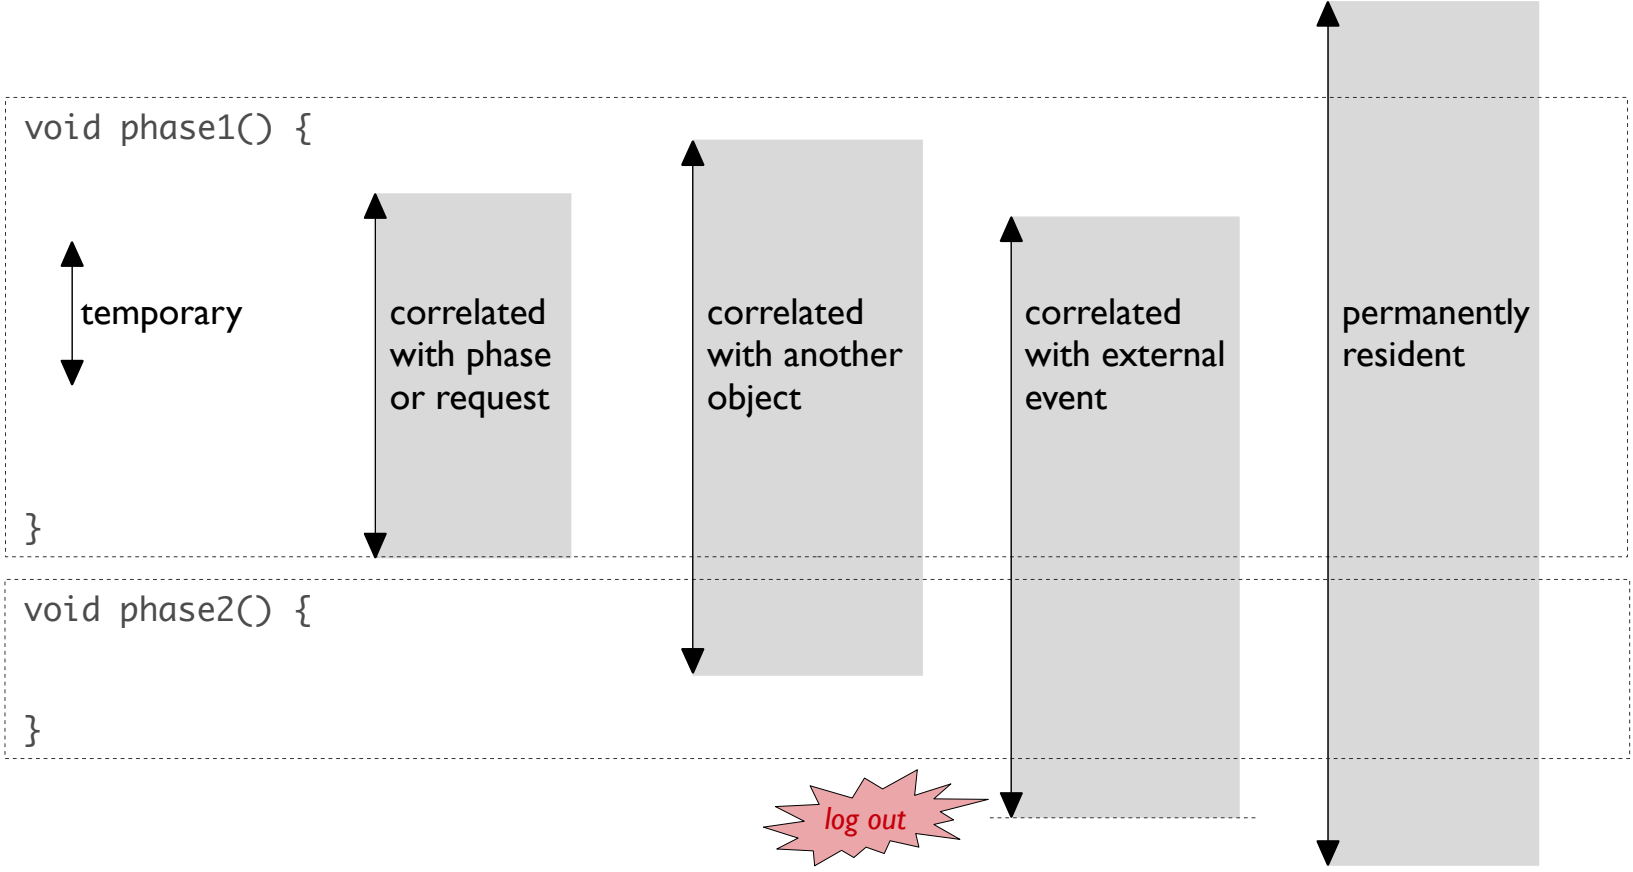 void phase1() {
temporary
correlated
with phase
or request
correlated
with another
object
correlated
with external
event
permanently
resident
}
void phase2() {
}
log out